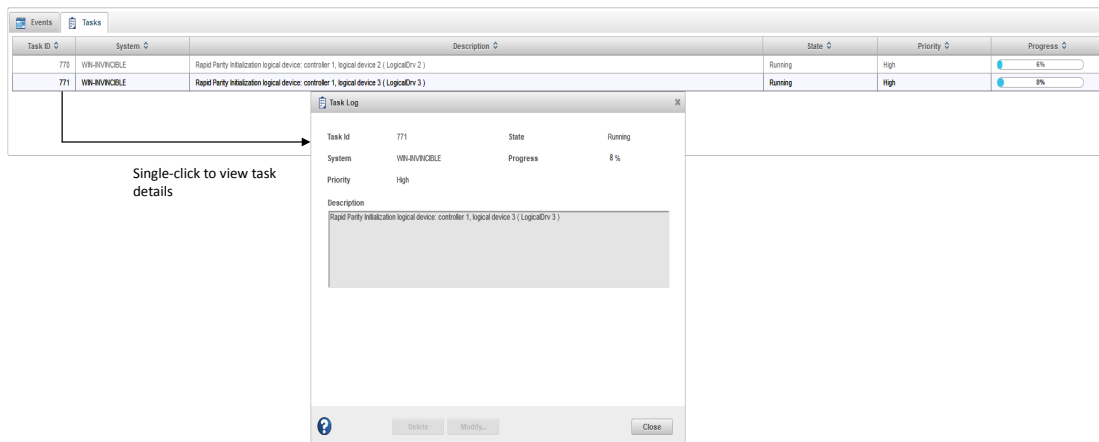 Events Tasks
Task ID System Description State Priority Progress
770 WIN-INVINCIBLE Rapid Parity Initialization logical device: controller 1, logical device 2 ( LogicalDrv 2 ) Running High 6%
771 WIN-INVINCIBLE Rapid Parity Initialization logical device: controller 1, logical device 3 ( LogicalDrv 3 ) Running High 8%
Task Log
Task Id 771 State Running
System WIN-INVINCIBLE Progress 8 %
Priority High
Description
Rapid Parity Initialization logical device: controller 1, logical device 3 ( LogicalDrv 3 )
Single-click to view task
details
Delete Modify... Close